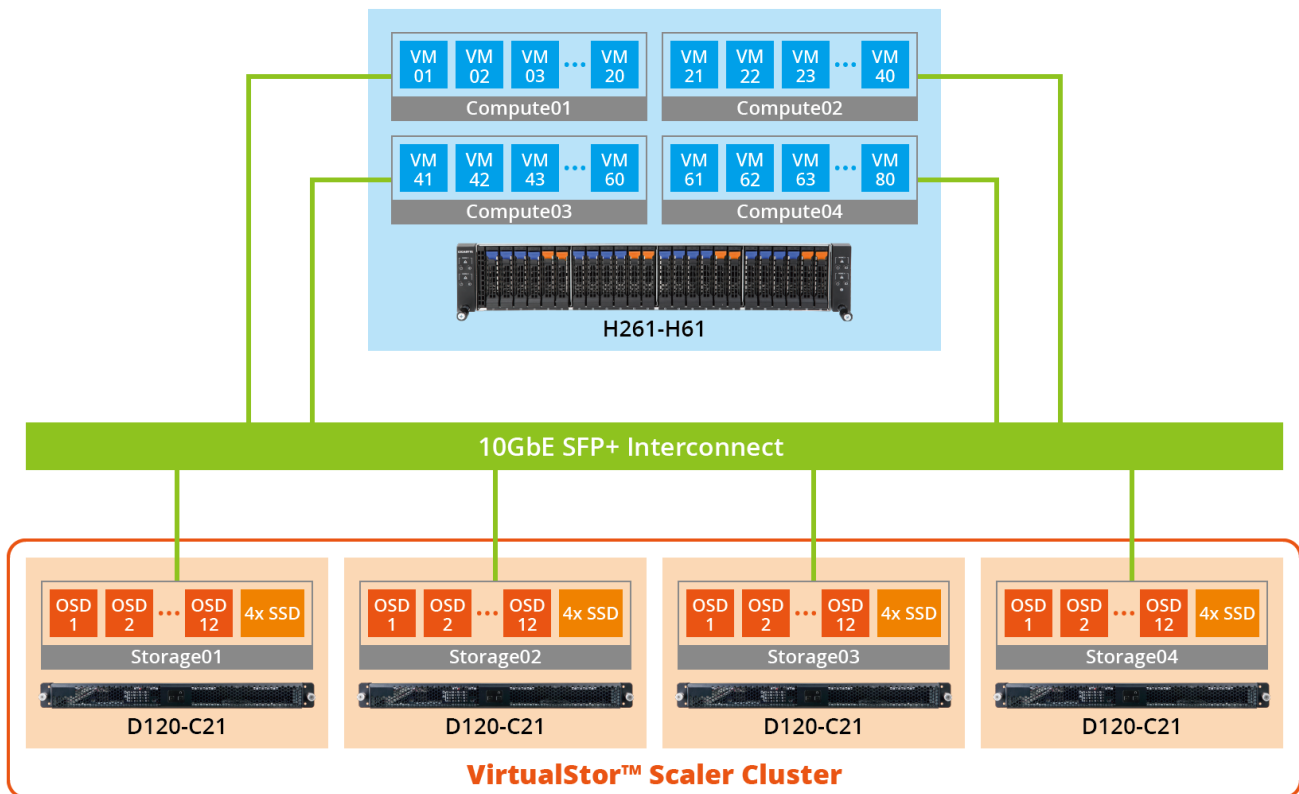 VM 01 VM 02 VM 03 ... VM 20
Compute01
VM 21 VM 22 VM 23 ... VM 40
Compute02
VM 41 VM 42 VM 43 ... VM 60
Compute03
VM 61 VM 62 VM 63 ... VM 80
Compute04
H261-H61
10GbE SFP+ Interconnect
OSD 1 OSD 2 ... OSD 12 4x SSD
Storage01
D120-C21
OSD 1 OSD 2 ... OSD 12 4x SSD
Storage02
D120-C21
OSD 1 OSD 2 ... OSD 12 4x SSD
Storage03
D120-C21
OSD 1 OSD 2 ... OSD 12 4x SSD
Storage04
D120-C21
VirtualStor™ Scaler Cluster